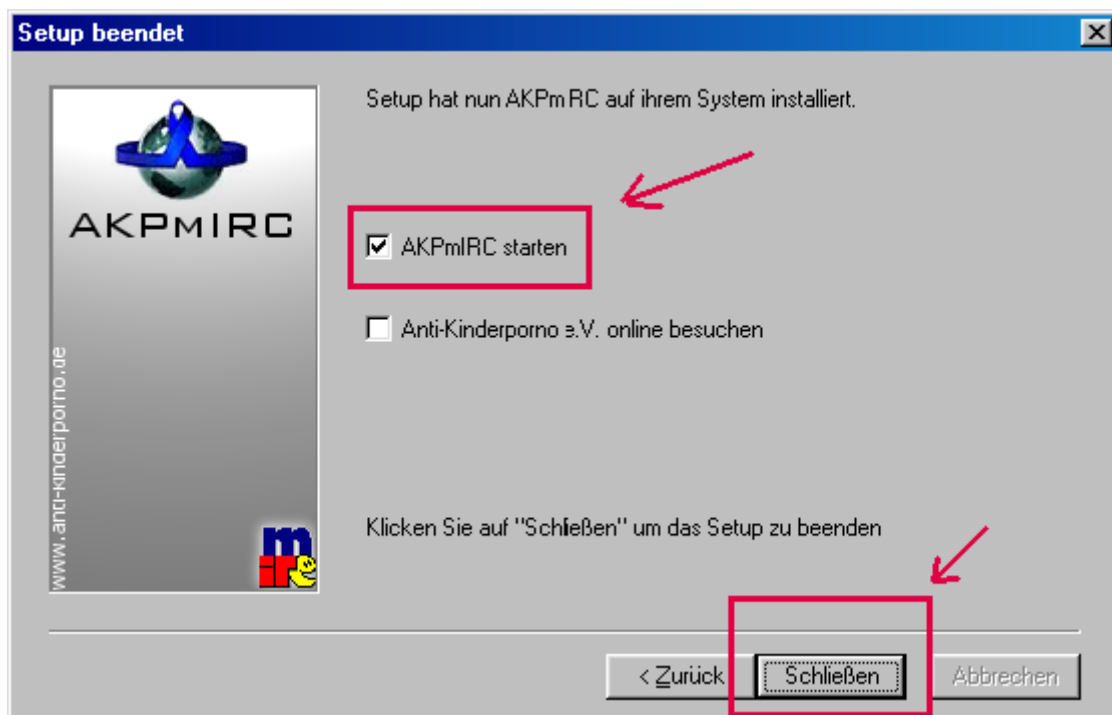 Setup beendet
Setup hat nun AKPmIRC auf ihrem System installiert.
AKPmIRC
AKPmIRC starten
Anti-Kinderporno e.V. online besuchen
www.anti-kinderporno.de
mirc
Klicken Sie auf "Schließen" um das Setup zu beenden
< Zurück
Schließen
Abbrechen